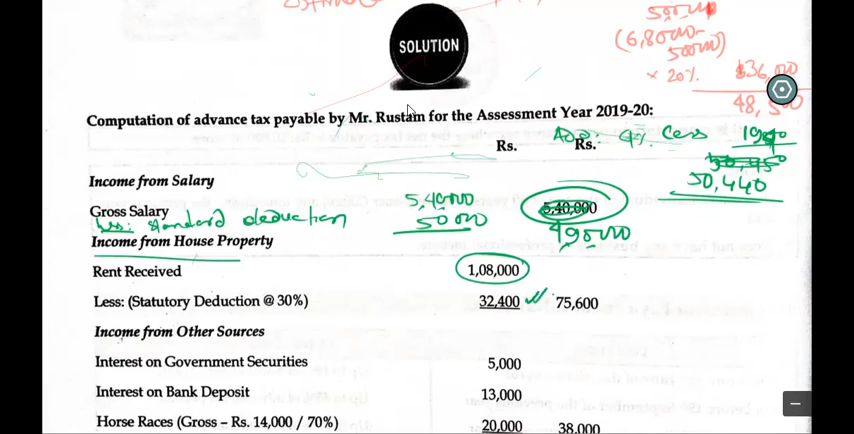 50000
(6,80000-
50000)
× 20%
$36,000
48,500
SOLUTION
Computation of advance tax payable by Mr. Rustam for the Assessment Year 2019-20:
Rs. Rs.
ADD: 4% Cess 1940
50,440
Income from Salary
5,40000
Gross Salary 5,40,000
Less: standard deduction 50000
490000
Income from House Property
Rent Received 1,08,000
Less: (Statutory Deduction @ 30%) 32,400 75,600
Income from Other Sources
Interest on Government Securities 5,000
Interest on Bank Deposit 13,000
Horse Races (Gross – Rs. 14,000 / 70%) 20,000 38,000